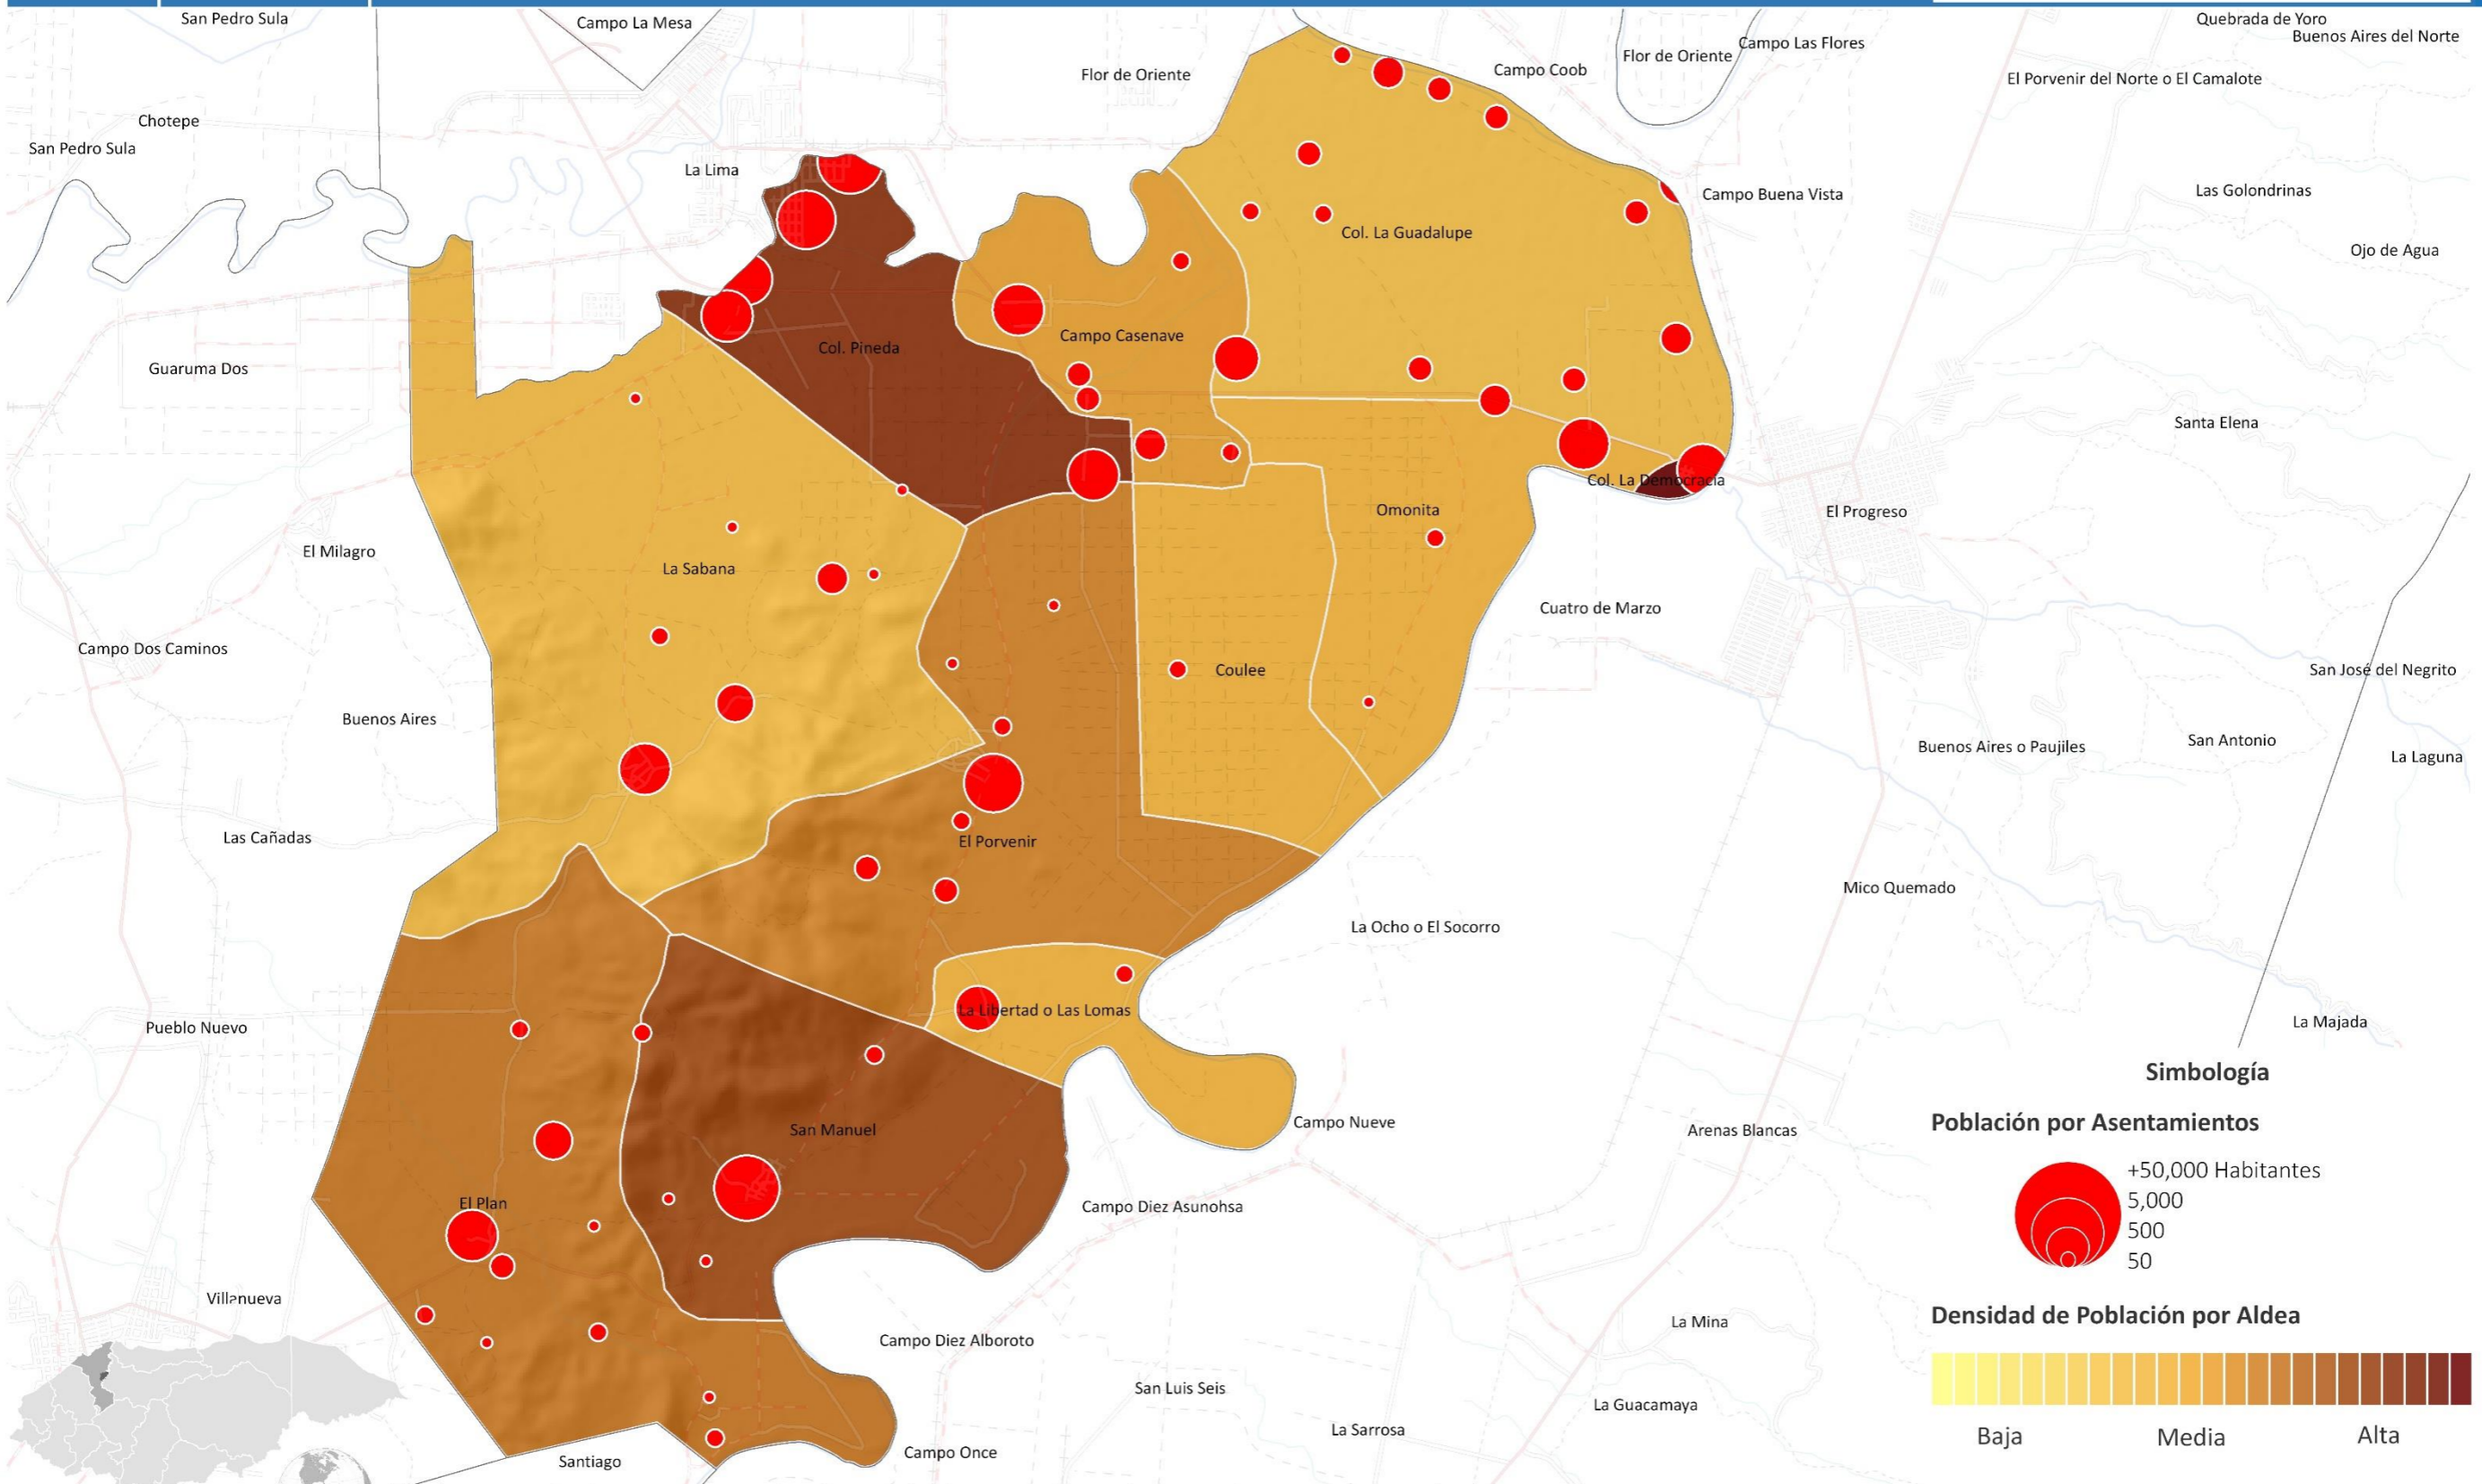 San Pedro Sula
Campo La Mesa
Quebrada de Yoro
Buenos Aires del Norte
Campo Las Flores
Flor de Oriente
Campo Coob
Flor de Oriente
El Porvenir del Norte o El Camalote
Chotepe
San Pedro Sula
La Lima
Campo Buena Vista
Las Golondrinas
Col. La Guadalupe
Ojo de Agua
Campo Casenave
Col. Pineda
Guaruma Dos
Santa Elena
Col. La Democracia
Omonita
El Progreso
El Milagro
La Sabana
Cuatro de Marzo
Campo Dos Caminos
Coulee
San José del Negrito
Buenos Aires
Buenos Aires o Paujiles
San Antonio
La Laguna
Las Cañadas
El Porvenir
Mico Quemado
La Ocho o El Socorro
La Libertad o Las Lomas
Pueblo Nuevo
La Majada
Campo Nueve
San Manuel
Arenas Blancas
El Plan
Campo Diez Asunohsa
Villanueva
Campo Diez Alboroto
La Mina
San Luis Seis
La Guacamaya
La Sarrosa
Campo Once
Santiago
Simbología
Población por Asentamientos
+50,000 Habitantes
5,000
500
50
Densidad de Población por Aldea
Baja Media Alta